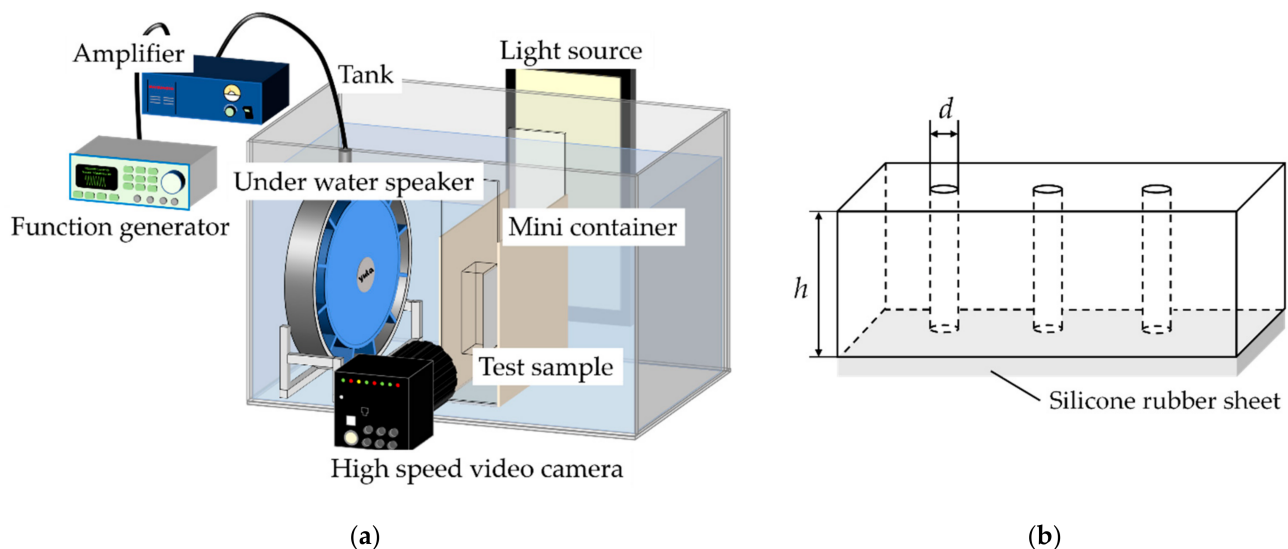 Amplifier
Light source
Tank
Under water speaker
Function generator
Mini container
Test sample
High speed video camera
(a)
d
h
Silicone rubber sheet
(b)